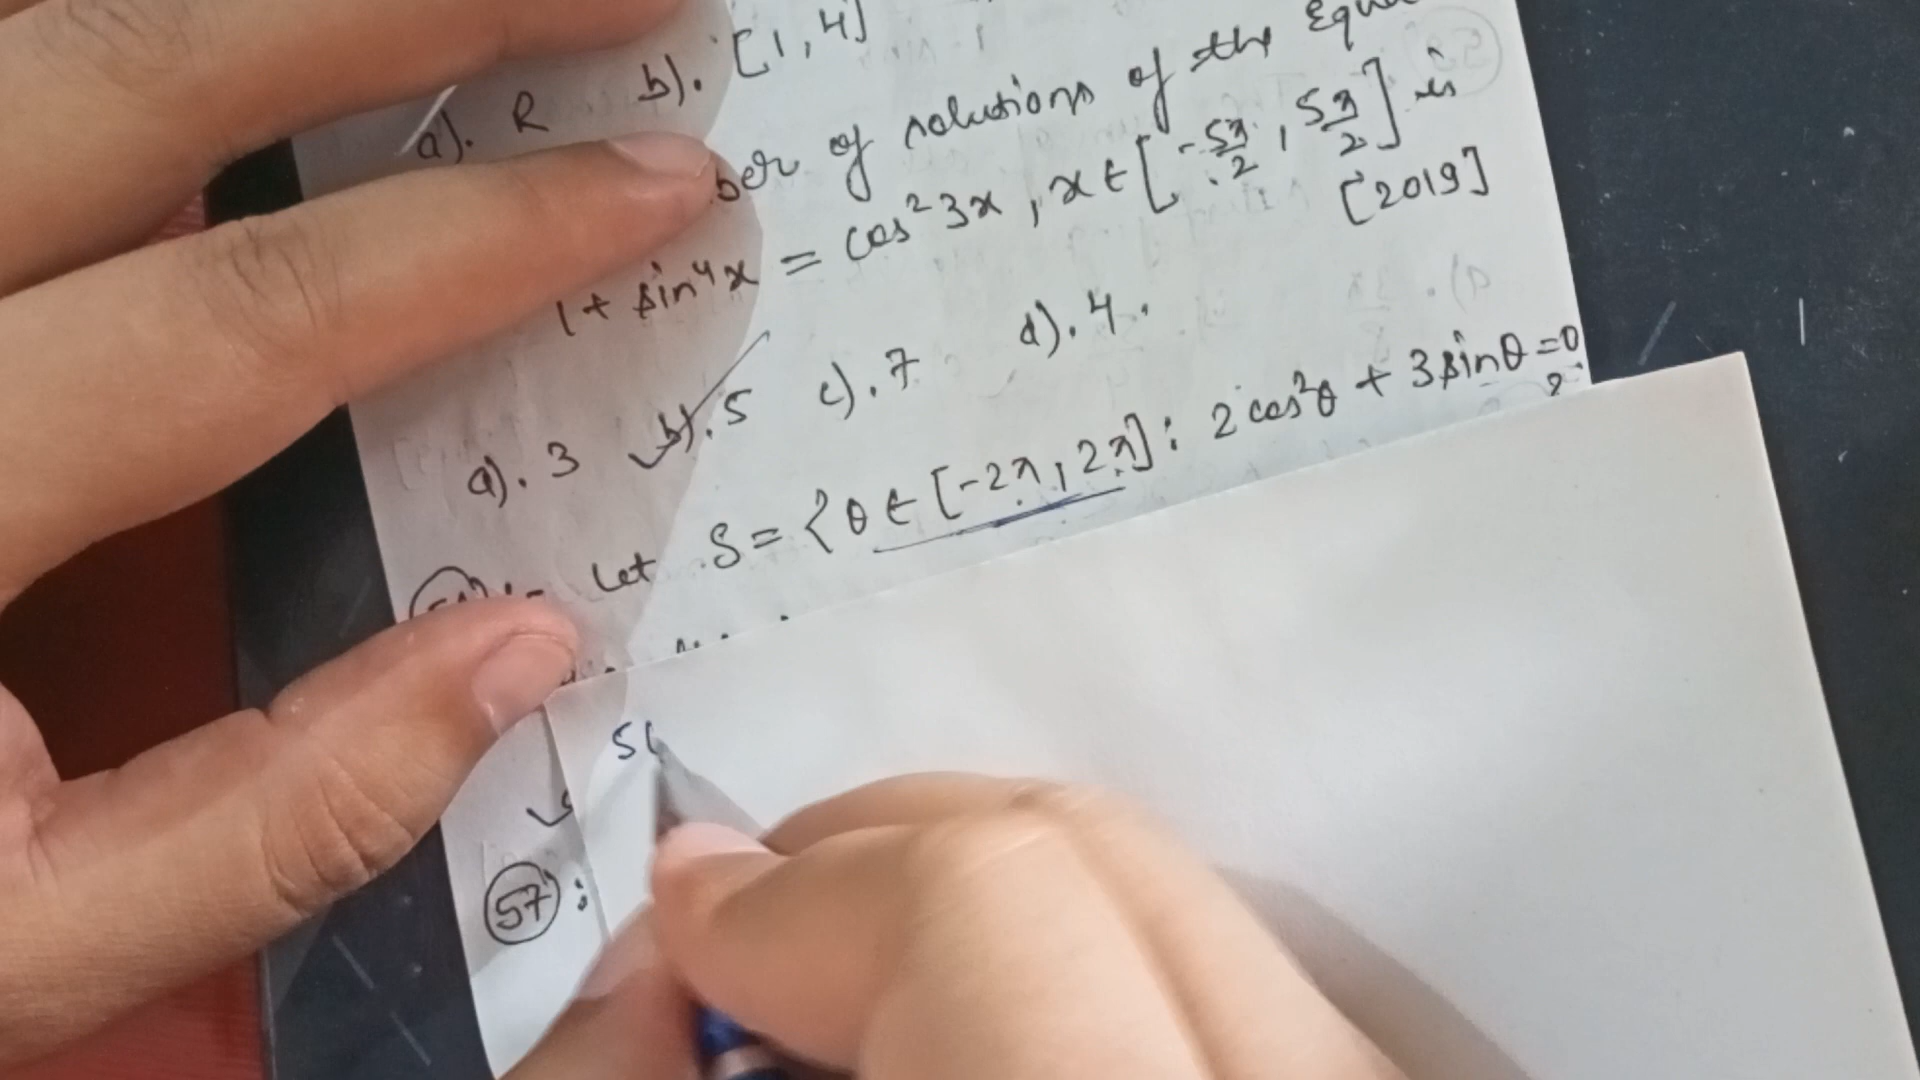 a). R b). [1, 4]
ber of solutions of the Equa
1 + sin⁴x = cos²3x, x ∈ [-5π/2, 5π/2] is
[2019]
a). 3 b). 5 c). 7 d). 4.
Let S = {θ ∈ [-2π, 2π] : 2cos²θ + 3sinθ = 0
57 :